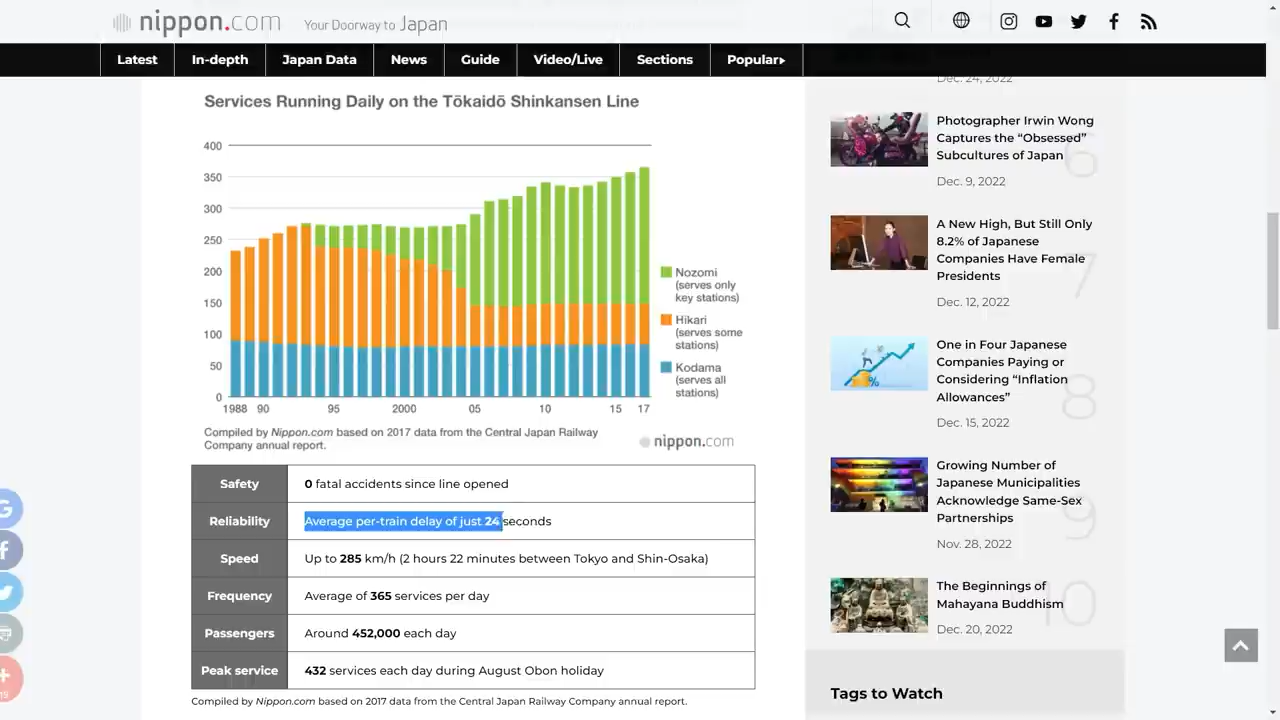 nippon.com
Your Doorway to Japan
Latest
In-depth
Japan Data
News
Guide
Video/Live
Sections
Popular▸
Services Running Daily on the Tōkaidō Shinkansen Line
400
350
300
250
200
150
100
50
0
1988 90 95 2000 05 10 15 17
Nozomi
(serves only
key stations)
Hikari
(serves some
stations)
Kodama
(serves all
stations)
Compiled by Nippon.com based on 2017 data from the Central Japan Railway
Company annual report.
nippon.com
Safety 0 fatal accidents since line opened
Reliability Average per-train delay of just 24 seconds
Speed Up to 285 km/h (2 hours 22 minutes between Tokyo and Shin-Osaka)
Frequency Average of 365 services per day
Passengers Around 452,000 each day
Peak service 432 services each day during August Obon holiday
Compiled by Nippon.com based on 2017 data from the Central Japan Railway Company annual report.
Dec. 24, 2022
Photographer Irwin Wong
Captures the “Obsessed”
Subcultures of Japan
6
Dec. 9, 2022
A New High, But Still Only
8.2% of Japanese
Companies Have Female
Presidents
7
Dec. 12, 2022
One in Four Japanese
Companies Paying or
Considering “Inflation
Allowances”
8
Dec. 15, 2022
Growing Number of
Japanese Municipalities
Acknowledge Same-Sex
Partnerships
9
Nov. 28, 2022
The Beginnings of
Mahayana Buddhism
10
Dec. 20, 2022
Tags to Watch